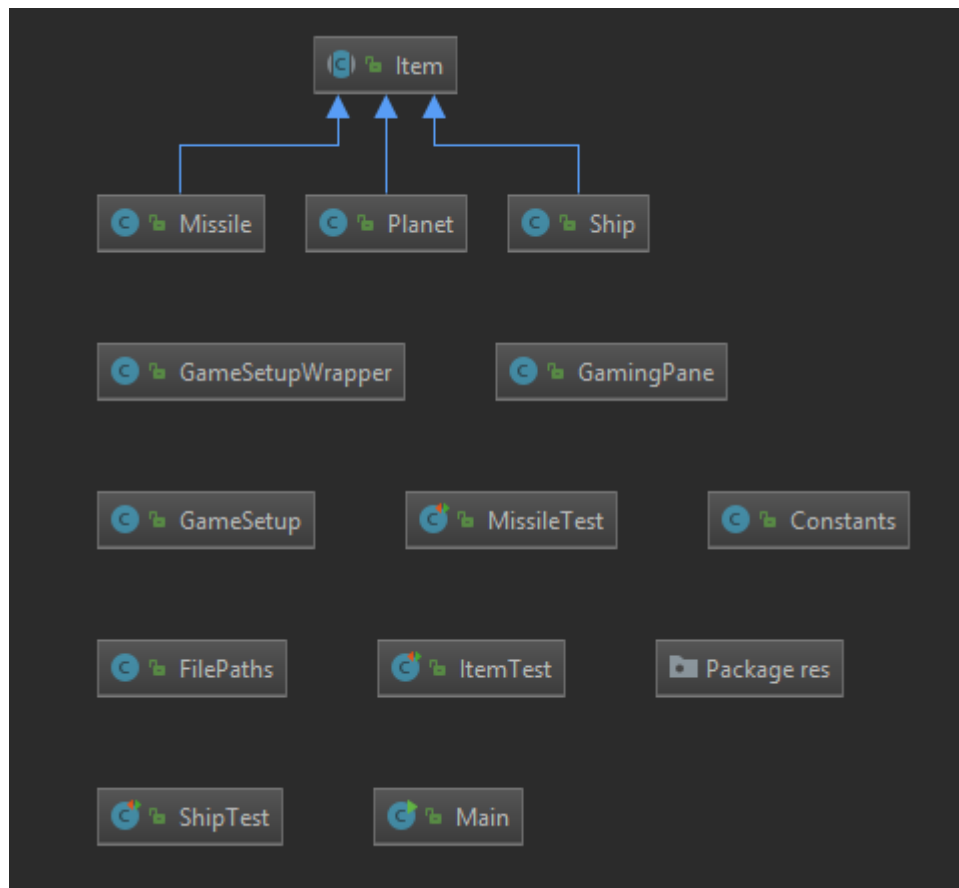 Item
Missile
Planet
Ship
GameSetupWrapper
GamingPane
GameSetup
MissileTest
Constants
FilePaths
ItemTest
Package res
ShipTest
Main